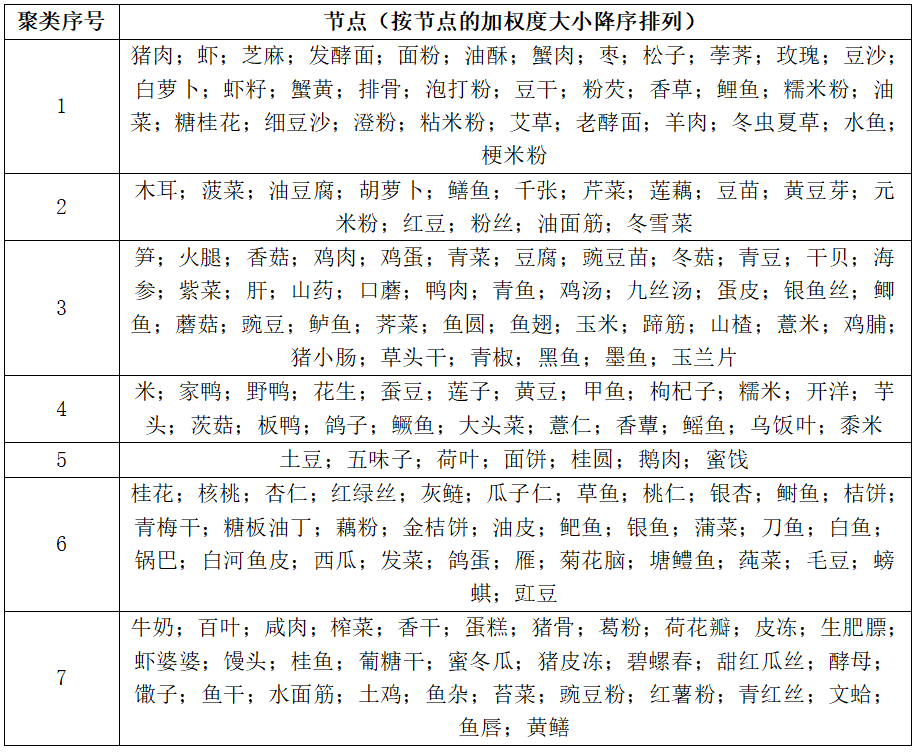 聚类序号 节点（按节点的加权度大小降序排列）
1
猪肉；虾；芝麻；发酵面；面粉；油酥；蟹肉；枣；松子；荸荠；玫瑰；豆沙；
白萝卜；虾籽；蟹黄；排骨；泡打粉；豆干；粉芡；香草；鲤鱼；糯米粉；油
菜；糖桂花；细豆沙；澄粉；粘米粉；艾草；老酵面；羊肉；冬虫夏草；水鱼；
梗米粉
2
木耳；菠菜；油豆腐；胡萝卜；鳝鱼；千张；芹菜；莲藕；豆苗；黄豆芽；元
米粉；红豆；粉丝；油面筋；冬雪菜
3
笋；火腿；香菇；鸡肉；鸡蛋；青菜；豆腐；豌豆苗；冬菇；青豆；干贝；海
参；紫菜；肝；山药；口蘑；鸭肉；青鱼；鸡汤；九丝汤；蛋皮；银鱼丝；鲫
鱼；蘑菇；豌豆；鲈鱼；荠菜；鱼圆；鱼翅；玉米；蹄筋；山楂；薏米；鸡脯；
猪小肠；草头干；青椒；黑鱼；墨鱼；玉兰片
4
米；家鸭；野鸭；花生；蚕豆；莲子；黄豆；甲鱼；枸杞子；糯米；开洋；芋
头；茨菇；板鸭；鸽子；鳜鱼；大头菜；薏仁；香蕈；鳐鱼；乌饭叶；黍米
5
土豆；五味子；荷叶；面饼；桂圆；鹅肉；蜜饯
6
桂花；核桃；杏仁；红绿丝；灰鲢；瓜子仁；草鱼；桃仁；银杏；鲥鱼；桔饼；
青梅干；糖板油丁；藕粉；金桔饼；油皮；鲃鱼；银鱼；蒲菜；刀鱼；白鱼；
锅巴；白河鱼皮；西瓜；发菜；鸽蛋；雁；菊花脑；塘鳢鱼；莼菜；毛豆；螃
蜞；豇豆
7
牛奶；百叶；咸肉；榨菜；香干；蛋糕；猪骨；葛粉；荷花瓣；皮冻；生肥膘；
虾婆婆；馒头；桂鱼；葡糖干；蜜冬瓜；猪皮冻；碧螺春；甜红瓜丝；酵母；
馓子；鱼干；水面筋；土鸡；鱼杂；苔菜；豌豆粉；红薯粉；青红丝；文蛤；
鱼唇；黄鳝